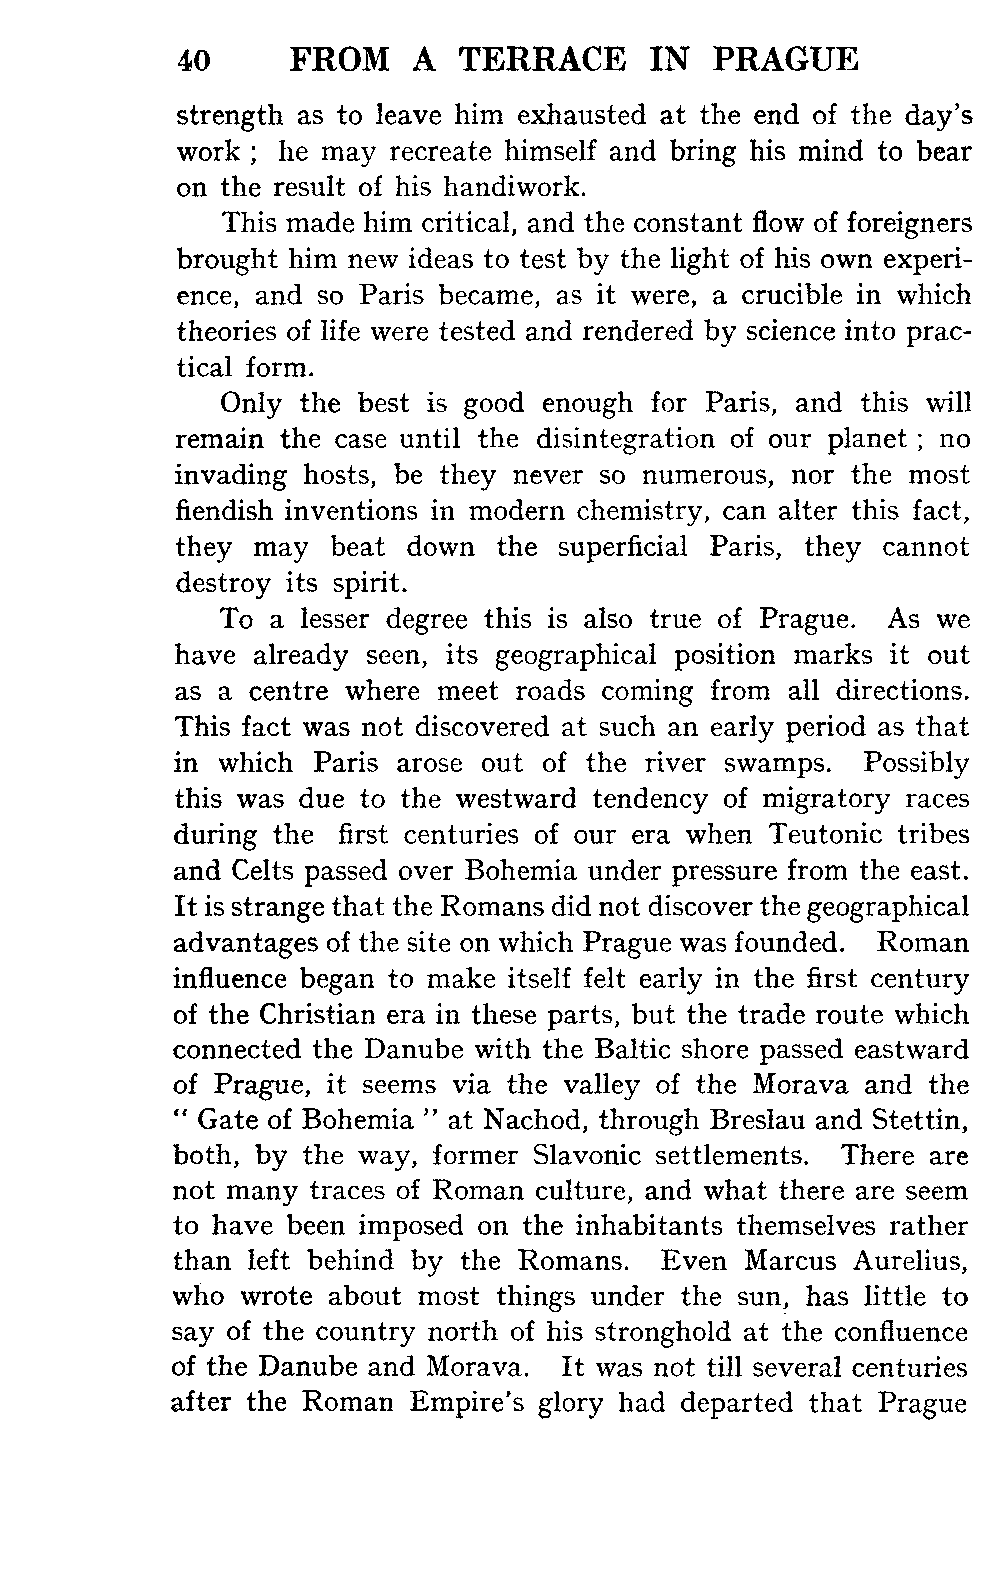 40 FROM A TERRACE IN PRAGUE
strength as to leave him exhausted at the end of the day's
work ; he may recreate himself and bring his mind to bear
on the result of his handiwork.
This made him critical, and the constant flow of foreigners
brought him new ideas to test by the light of his own experi-
ence, and so Paris became, as it were, a crucible in which
theories of life were tested and rendered by science into prac-
tical form.
Only the best is good enough for Paris, and this will
remain the case until the disintegration of our planet ; no
invading hosts, be they never so numerous, nor the most
fiendish inventions in modern chemistry, can alter this fact,
they may beat down the superficial Paris, they cannot
destroy its spirit.
To a lesser degree this is also true of Prague. As we
have already seen, its geographical position marks it out
as a centre where meet roads coming from all directions.
This fact was not discovered at such an early period as that
in which Paris arose out of the river swamps. Possibly
this was due to the westward tendency of migratory races
during the first centuries of our era when Teutonic tribes
and Celts passed over Bohemia under pressure from the east.
It is strange that the Romans did not discover the geographical
advantages of the site on which Prague was founded. Roman
influence began to make itself felt early in the first century
of the Christian era in these parts, but the trade route which
connected the Danube with the Baltic shore passed eastward
of Prague, it seems via the valley of the Morava and the
“ Gate of Bohemia ” at Nachod, through Breslau and Stettin,
both, by the way, former Slavonic settlements. There are
not many traces of Roman culture, and what there are seem
to have been imposed on the inhabitants themselves rather
than left behind by the Romans. Even Marcus Aurelius,
who wrote about most things under the sun, has little to
say of the country north of his stronghold at the confluence
of the Danube and Morava. It was not till several centuries
after the Roman Empire's glory had departed that Prague